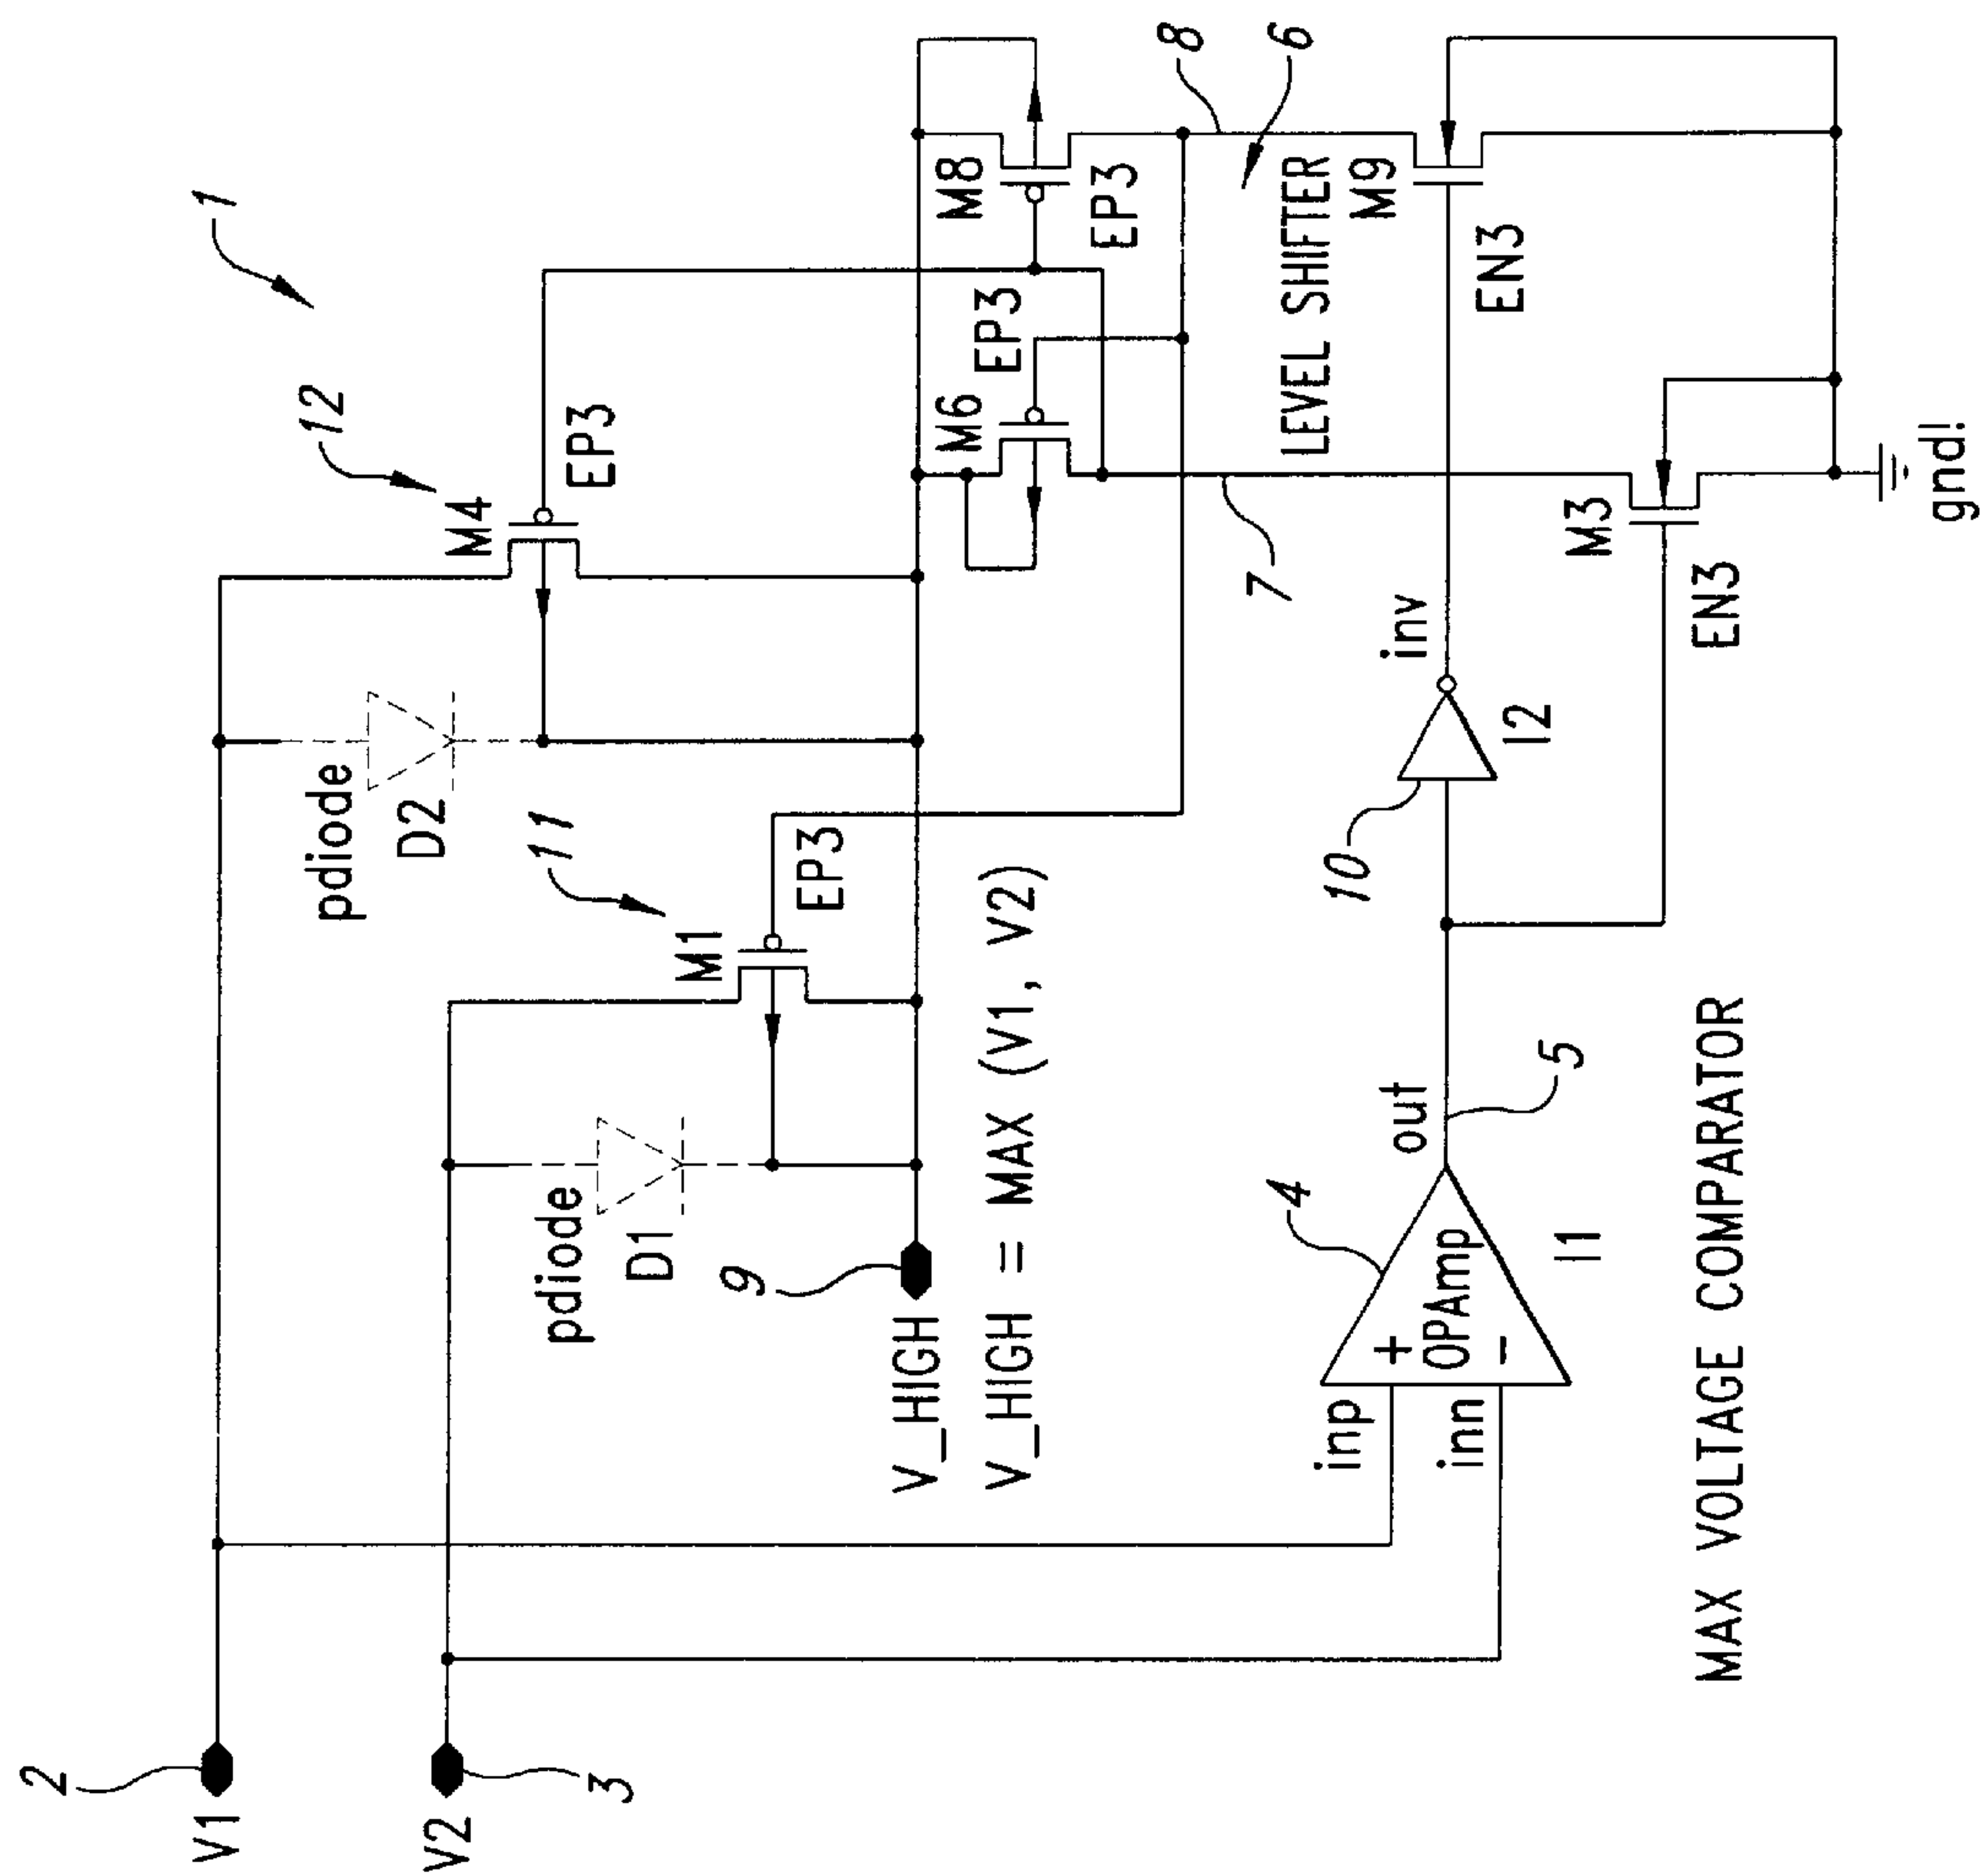 1
12
2
V1
pdiode
D2
M4
EP3
11
3
V2
pdiode
D1
M1
EP3
9
V_HIGH
V_HIGH = MAX (V1, V2)
M6
EP3
M8
EP3
8
6
7
LEVEL SHIFTER
M9
EN3
inp
inn
+
OPAmp
-
4
I1
out
5
10
inv
I2
M3
EN3
gnd!
MAX VOLTAGE COMPARATOR